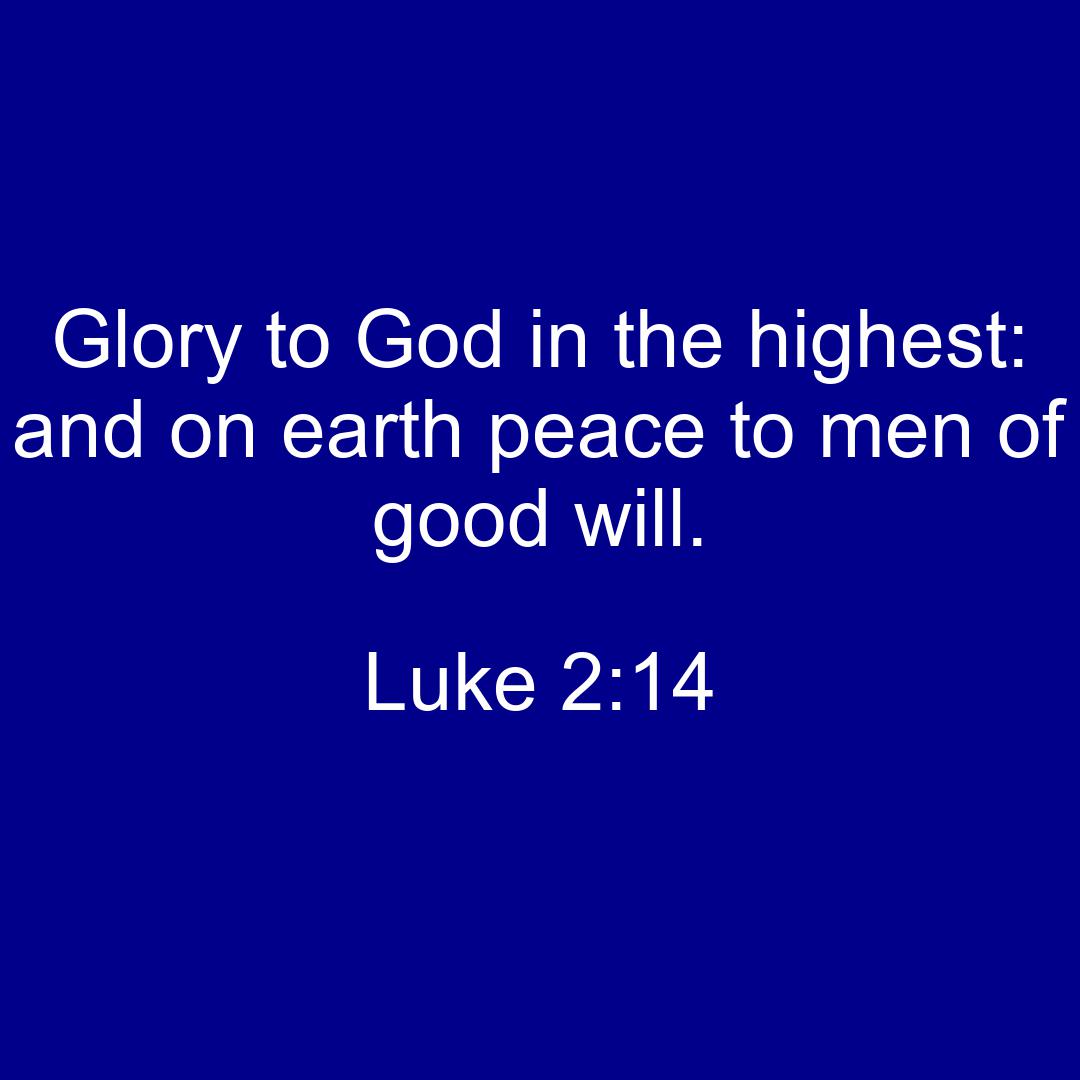 Glory to God in the highest:
and on earth peace to men of
good will.
Luke 2:14